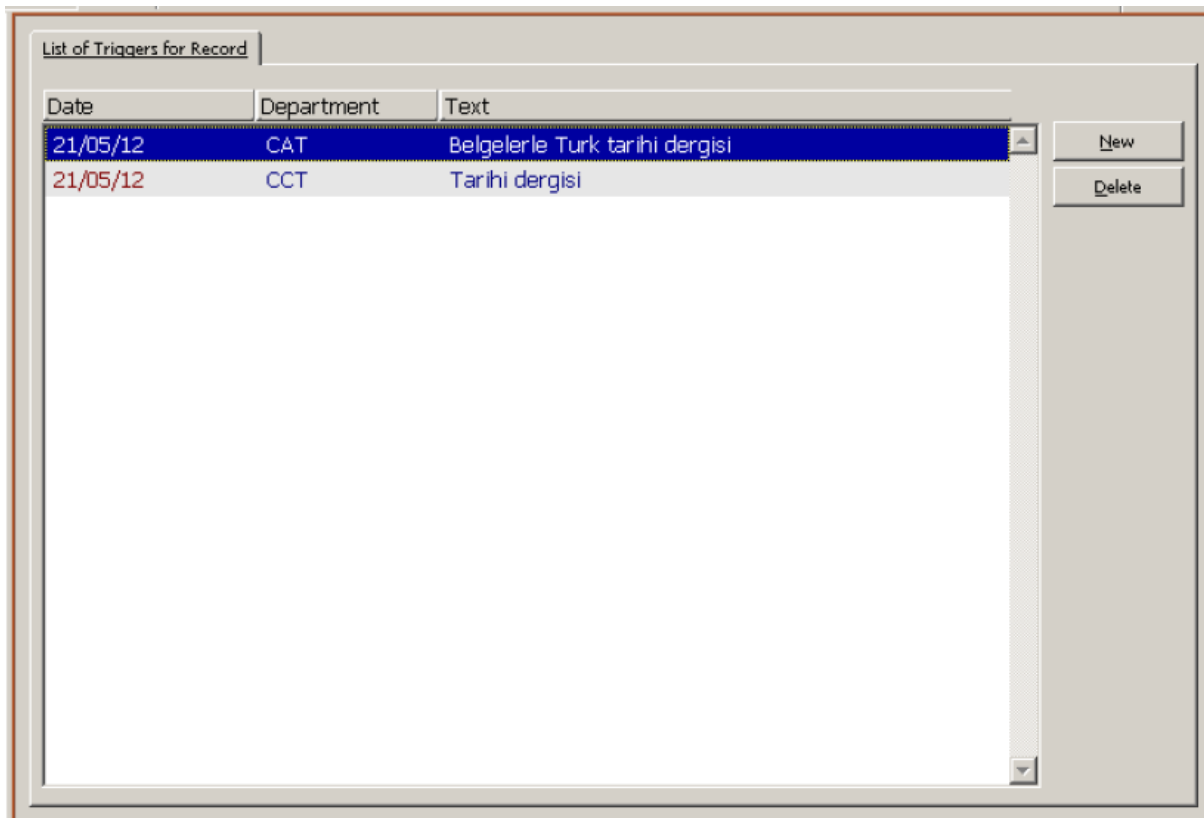 List of Triggers for Record
Date Department Text
21/05/12 CAT Belgelerle Turk tarihi dergisi
New
21/05/12 CCT Tarihi dergisi
Delete